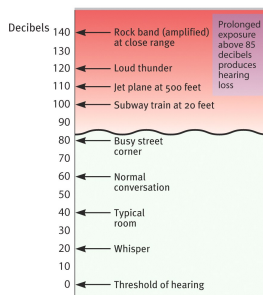 Decibels
140 Rock band (amplified)
at close range
130
120 Loud thunder
110 Jet plane at 500 feet
100 Subway train at 20 feet
90
80 Busy street
corner
70
60 Normal
conversation
50
40 Typical
room
30
20 Whisper
10
0 Threshold of hearing
Prolonged
exposure
above 85
decibels
produces
hearing
loss